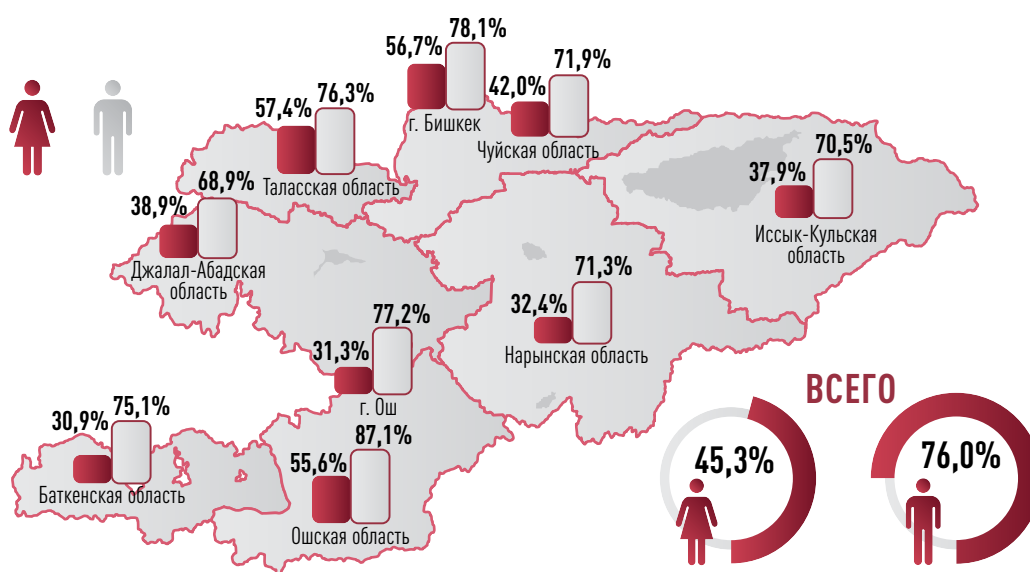 56,7%
78,1%
г. Бишкек
42,0%
71,9%
Чуйская область
57,4%
76,3%
Таласская область
37,9%
70,5%
Иссык-Кульская
область
38,9%
68,9%
Джалал-Абадская
область
32,4%
71,3%
Нарынская область
31,3%
77,2%
г. Ош
30,9%
75,1%
Баткенская область
55,6%
87,1%
Ошская область
ВСЕГО
45,3%
76,0%